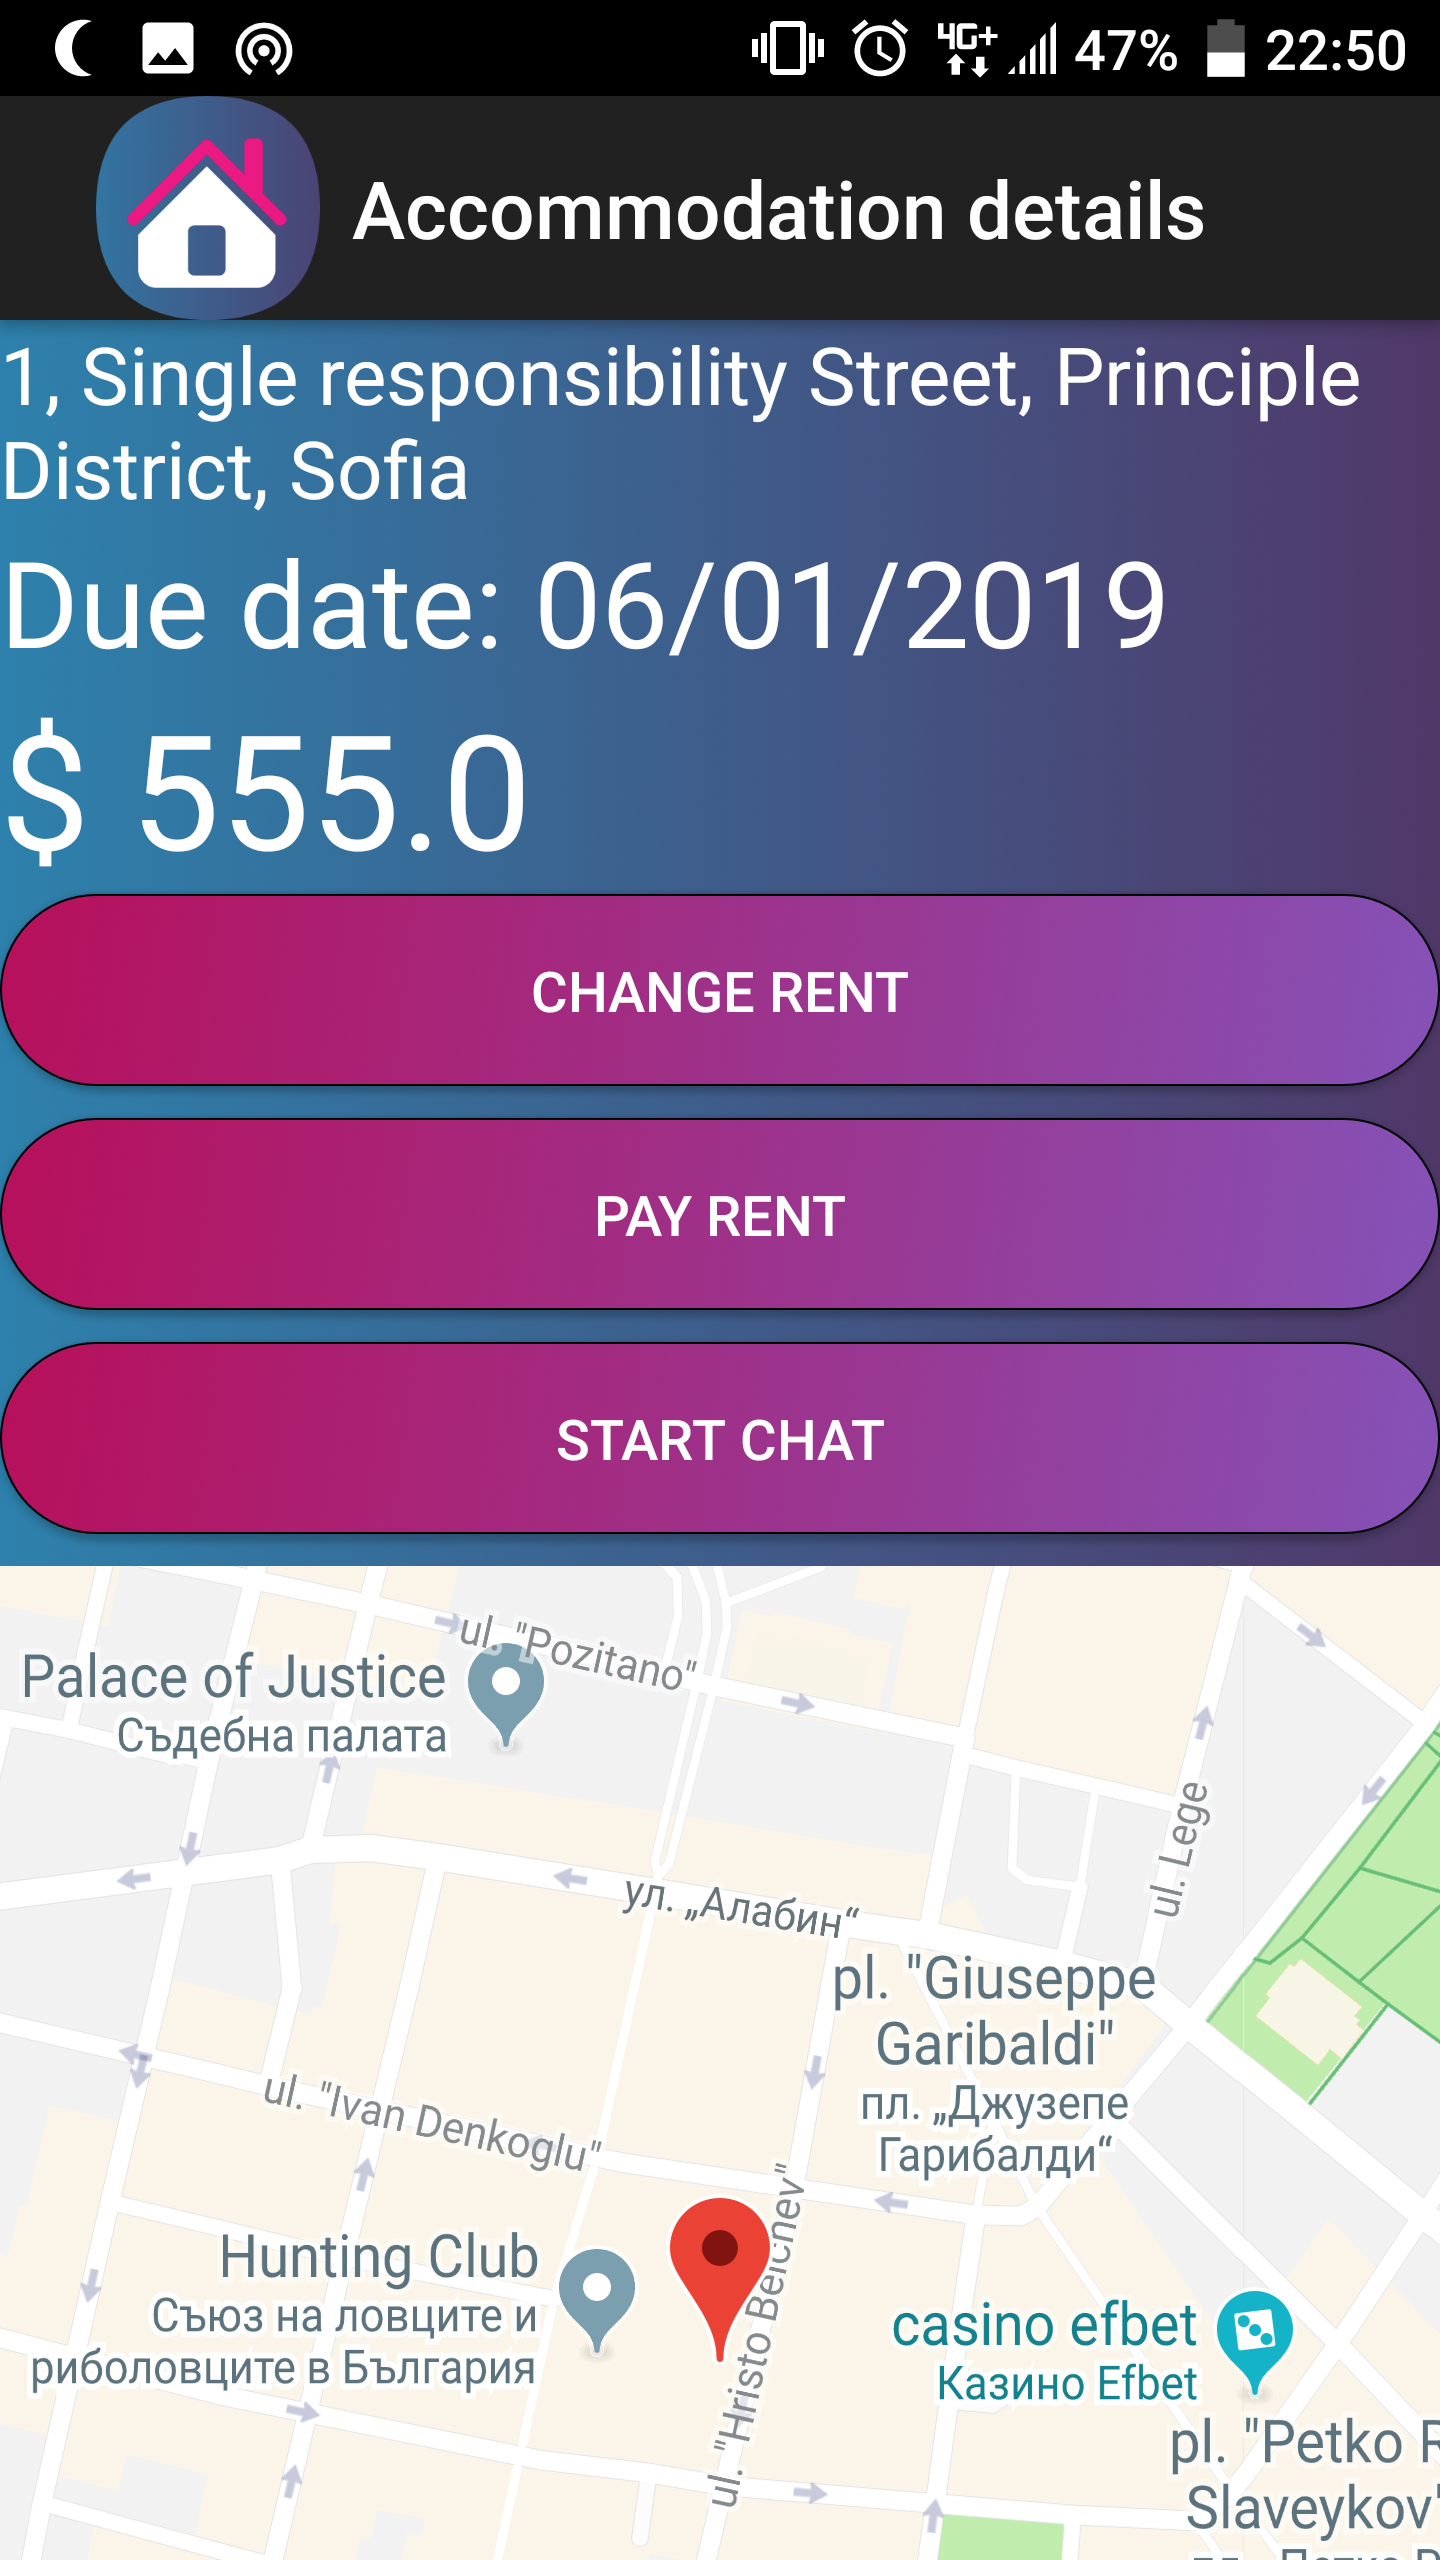 4G+ 47% 22:50
Accommodation details
1, Single responsibility Street, Principle
District, Sofia
Due date: 06/01/2019
$ 555.0
CHANGE RENT
PAY RENT
START CHAT
ul. "Pozitano"
Palace of Justice
Съдебна палата
ul. Lege
ул. „Алабин“
pl. "Giuseppe
Garibaldi"
пл. „Джузепе
Гарибалди“
ul. "Ivan Denkoglu"
ul. "Hristo Belchev"
Hunting Club
Съюз на ловците и
риболовците в България
casino efbet
Казино Efbet
pl. "Petko
Slaveykov"